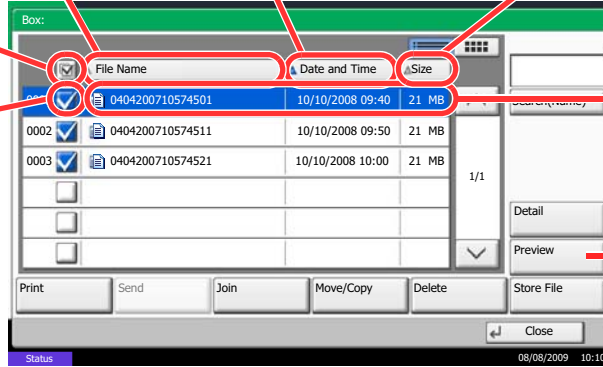 Box:
File Name Date and Time Size
0404200710574501 10/10/2008 09:40 21 MB
Search(Name)
0002 0404200710574511 10/10/2008 09:50 21 MB
0003 0404200710574521 10/10/2008 10:00 21 MB
1/1
Detail
Preview
Print Send Join Move/Copy Delete Store File
Close
Status 08/08/2009 10:10